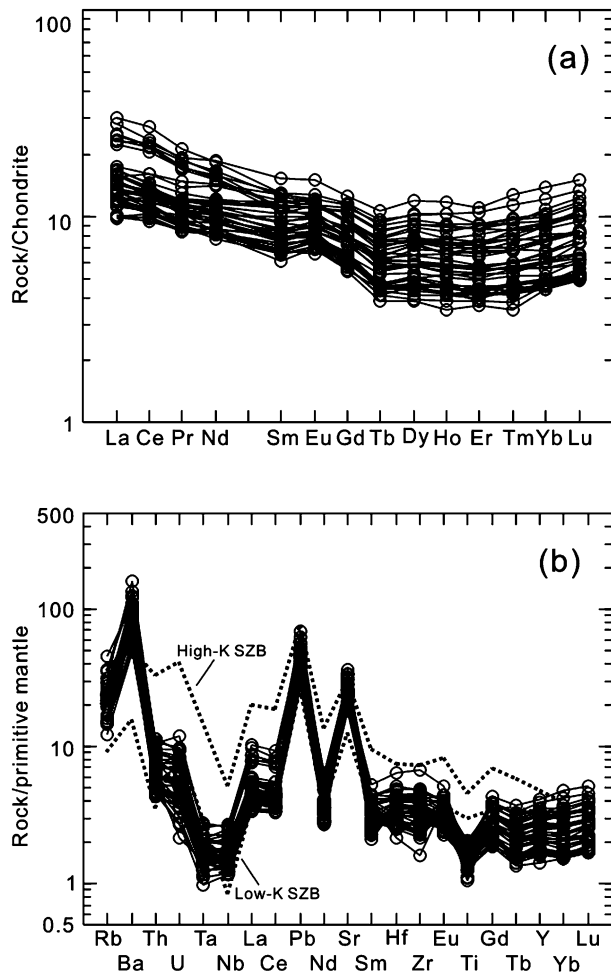 100
(a)
Rock/Chondrite
10
1
La Ce Pr Nd Sm Eu Gd Tb Dy Ho Er Tm Yb Lu
500
(b)
100
High-K SZB
Rock/primitive mantle
10
1
Low-K SZB
0.5
Rb Th Ta La Pb Sr Hf Eu Gd Y Lu
Ba U Nb Ce Nd Sm Zr Ti Tb Yb